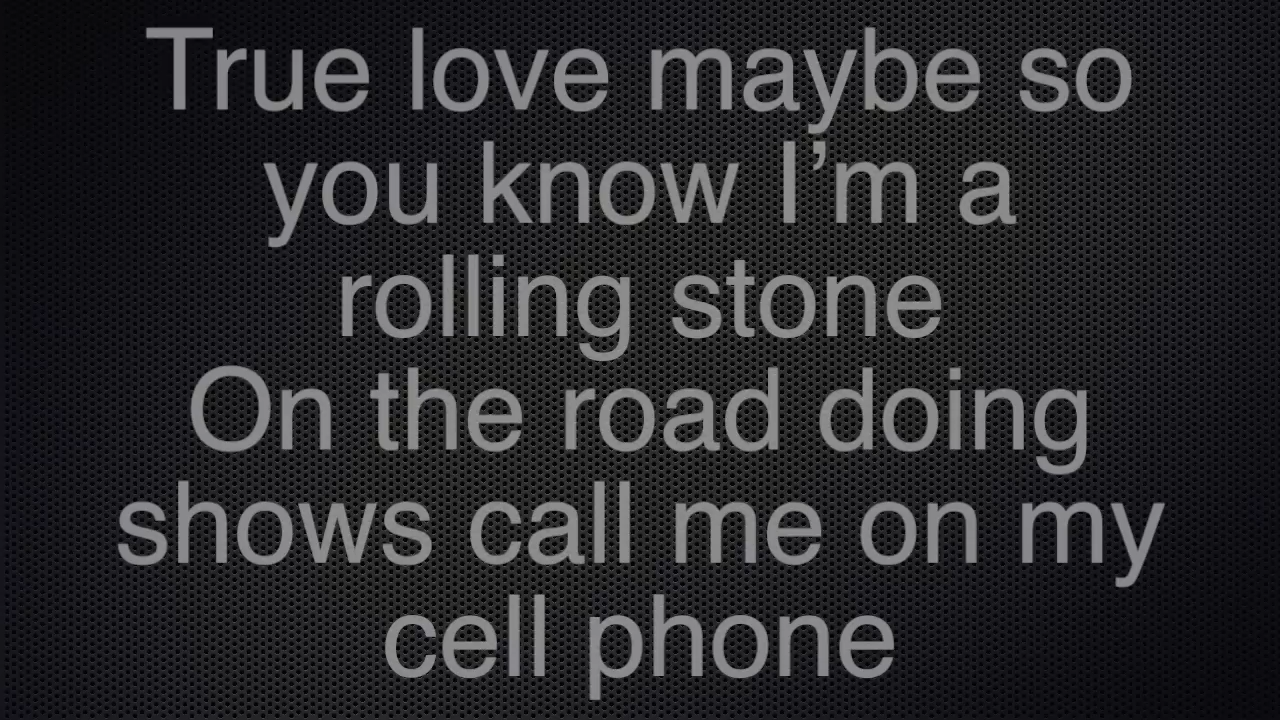 True love maybe so
you know I’m a
rolling stone
On the road doing
shows call me on my
cell phone